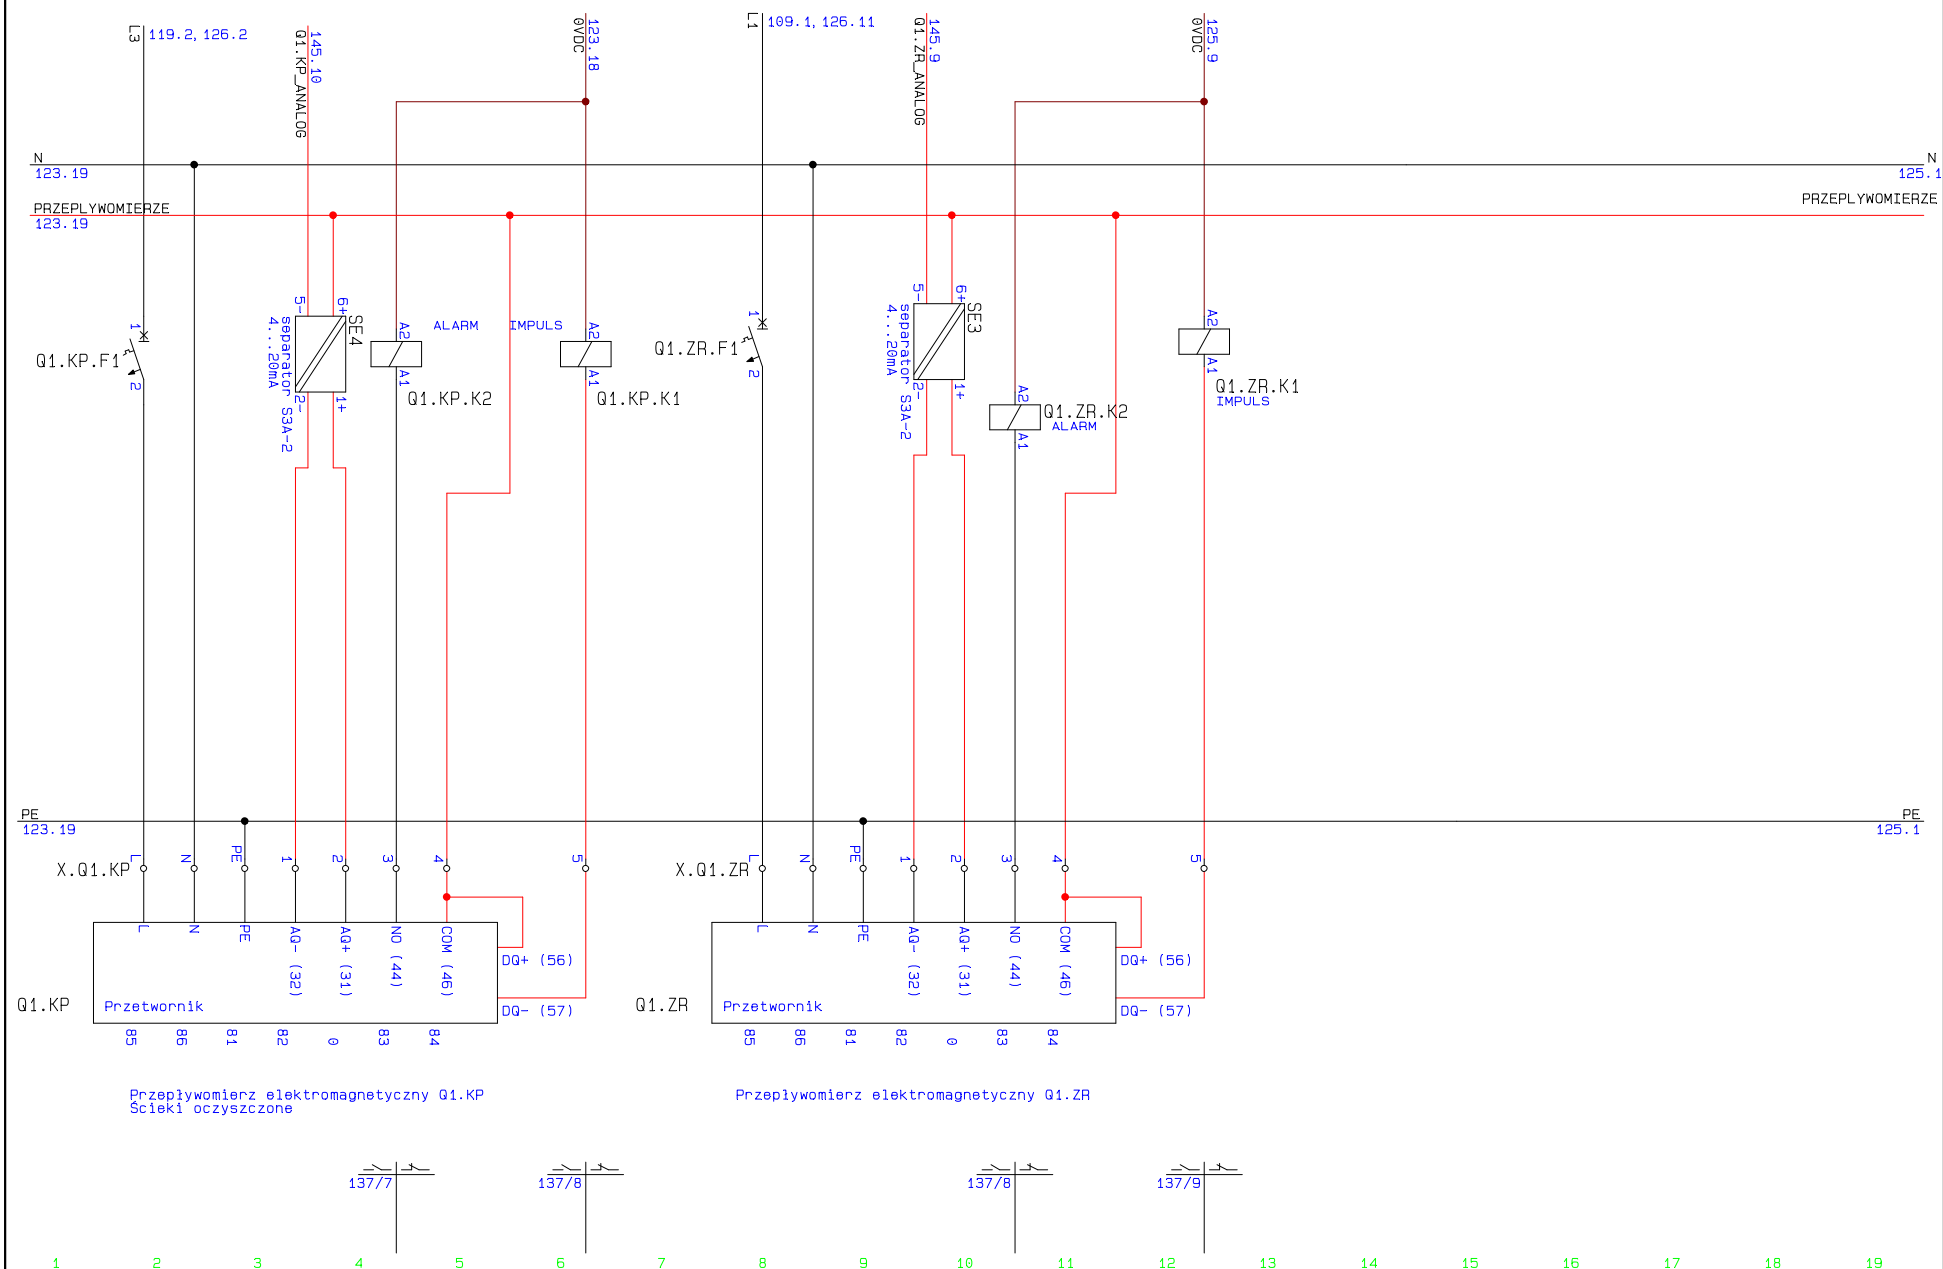 L3
119.2, 126.2
Q1.KP_ANALOG
145.10
0VDC
123.18
L1
109.1, 126.11
Q1.ZR_ANALOG
145.9
0VDC
125.9
N
123.19
N
125.1
PRZEPLYWOMIERZE
123.19
PRZEPLYWOMIERZE
Q1.KP.F1
1
2
5-
6+
SE4
separator S3A-2
4...20mA
2-
1+
A2
A1
ALARM
Q1.KP.K2
IMPULS
A2
A1
Q1.KP.K1
Q1.ZR.F1
1
2
5-
6+
SE3
separator S3A-2
4...20mA
2-
1+
A2
A1
Q1.ZR.K2
ALARM
A2
A1
Q1.ZR.K1
IMPULS
PE
123.19
PE
125.1
X.Q1.KP
L
N
PE
1
2
3
4
5
X.Q1.ZR
L
N
PE
1
2
3
4
5
L
N
PE
AQ- (32)
AQ+ (31)
NO (44)
COM (46)
DQ+ (56)
DQ- (57)
Q1.KP
Przetwornik
85
86
81
82
0
83
84
L
N
PE
AQ- (32)
AQ+ (31)
NO (44)
COM (46)
DQ+ (56)
DQ- (57)
Q1.ZR
Przetwornik
85
86
81
82
0
83
84
Przepływomierz elektromagnetyczny Q1.KP
Ścieki oczyszczone
Przepływomierz elektromagnetyczny Q1.ZR
137/7
137/8
137/8
137/9
1 2 3 4 5 6 7 8 9 10 11 12 13 14 15 16 17 18 19